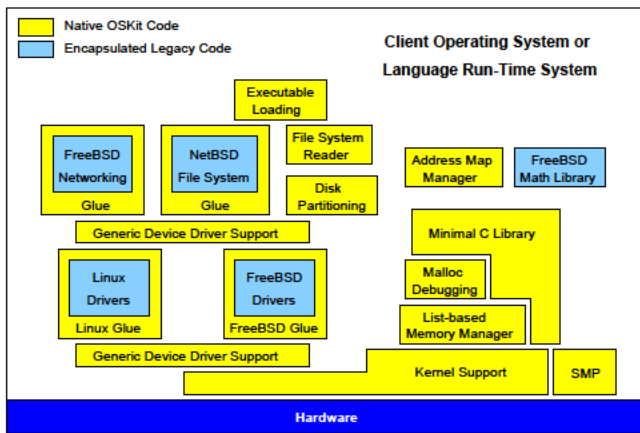 Native OSKit Code
Encapsulated Legacy Code
Client Operating System or
Language Run-Time System
Executable
Loading
FreeBSD
Networking
Glue
NetBSD
File System
Glue
File System
Reader
Disk
Partitioning
Address Map
Manager
FreeBSD
Math Library
Generic Device Driver Support
Minimal C Library
Linux
Drivers
Linux Glue
FreeBSD
Drivers
FreeBSD Glue
Malloc
Debugging
List-based
Memory Manager
Generic Device Driver Support
Kernel Support
SMP
Hardware